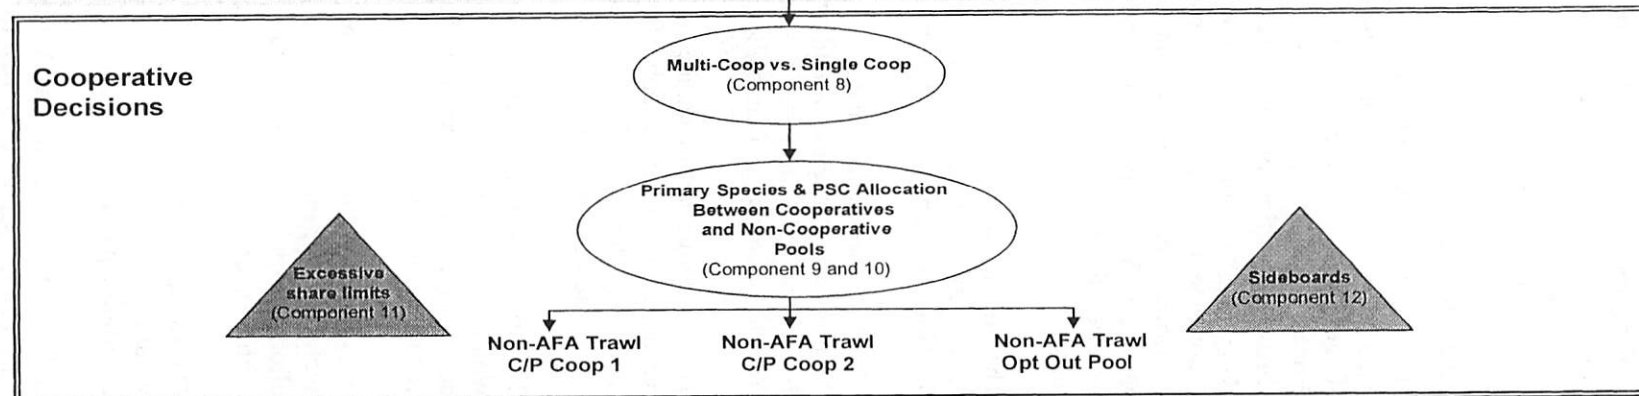 Cooperative
Decisions
Multi-Coop vs. Single Coop
(Component 8)
Primary Species & PSC Allocation
Between Cooperatives
and Non-Cooperative
Pools
(Component 9 and 10)
Excessive
share limits
(Component 11)
Sideboards
(Component 12)
Non-AFA Trawl
C/P Coop 1
Non-AFA Trawl
C/P Coop 2
Non-AFA Trawl
Opt Out Pool